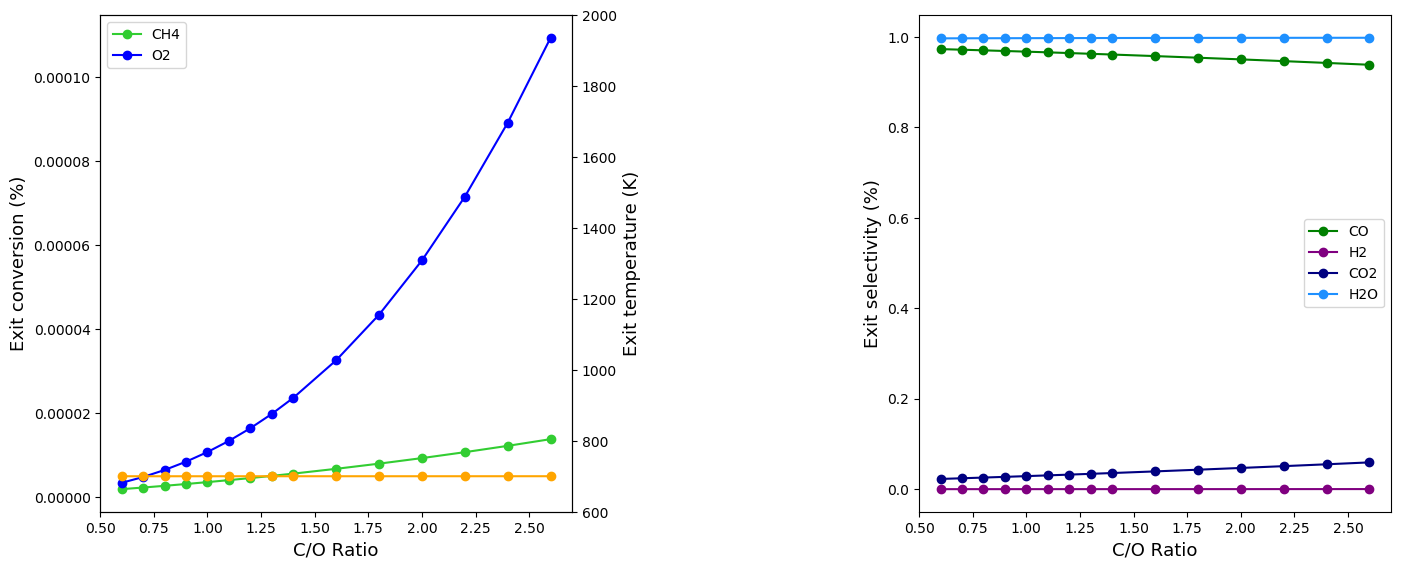 CH4
O2
0.00010
0.00008
0.00006
0.00004
0.00002
0.00000
Exit conversion (%)
0.50 0.75 1.00 1.25 1.50 1.75 2.00 2.25 2.50
C/O Ratio
2000
1800
1600
1400
1200
1000
800
600
Exit temperature (K)
1.0
0.8
0.6
0.4
0.2
0.0
Exit selectivity (%)
CO
H2
CO2
H2O
0.50 0.75 1.00 1.25 1.50 1.75 2.00 2.25 2.50
C/O Ratio